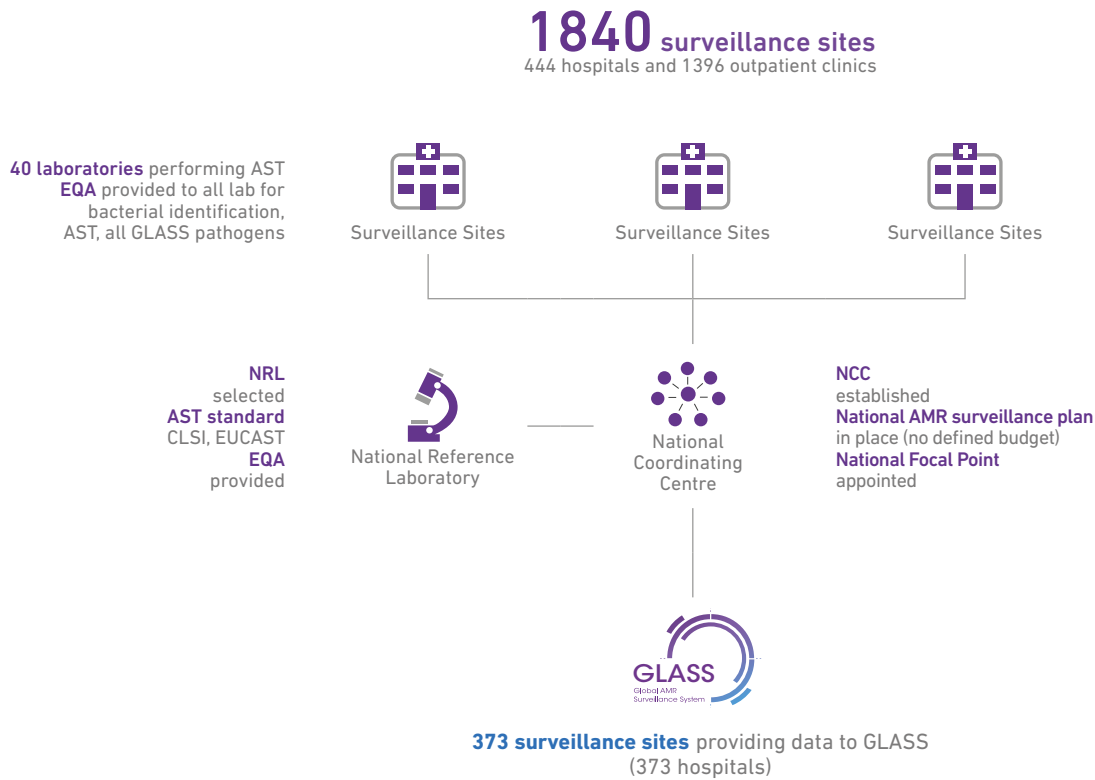 1840 surveillance sites
444 hospitals and 1396 outpatient clinics
40 laboratories performing AST
EQA provided to all lab for
bacterial identification,
AST, all GLASS pathogens
Surveillance Sites
Surveillance Sites
Surveillance Sites
NRL
selected
AST standard
CLSI, EUCAST
EQA
provided
National Reference
Laboratory
National
Coordinating
Centre
NCC
established
National AMR surveillance plan
in place (no defined budget)
National Focal Point
appointed
GLASS
Global AMR
Surveillance System
373 surveillance sites providing data to GLASS
(373 hospitals)